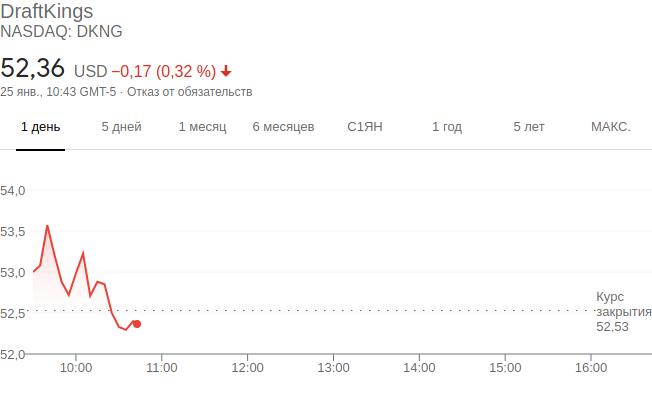 DraftKings
NASDAQ: DKNG
52,36 USD −0,17 (0,32 %)
25 янв., 10:43 GMT-5 · Отказ от обязательств
1 день 5 дней 1 месяц 6 месяцев С1ЯН 1 год 5 лет МАКС.
54,0
53,5
53,0
Курс
52,5 закрытия
52,53
52,0
10:00 11:00 12:00 13:00 14:00 15:00 16:00